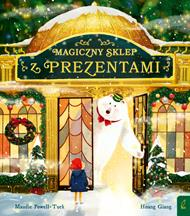 MAGICZNY SKLEP
Z PREZENTAMI
Maudie Powell-Tuck
Hoang Giang